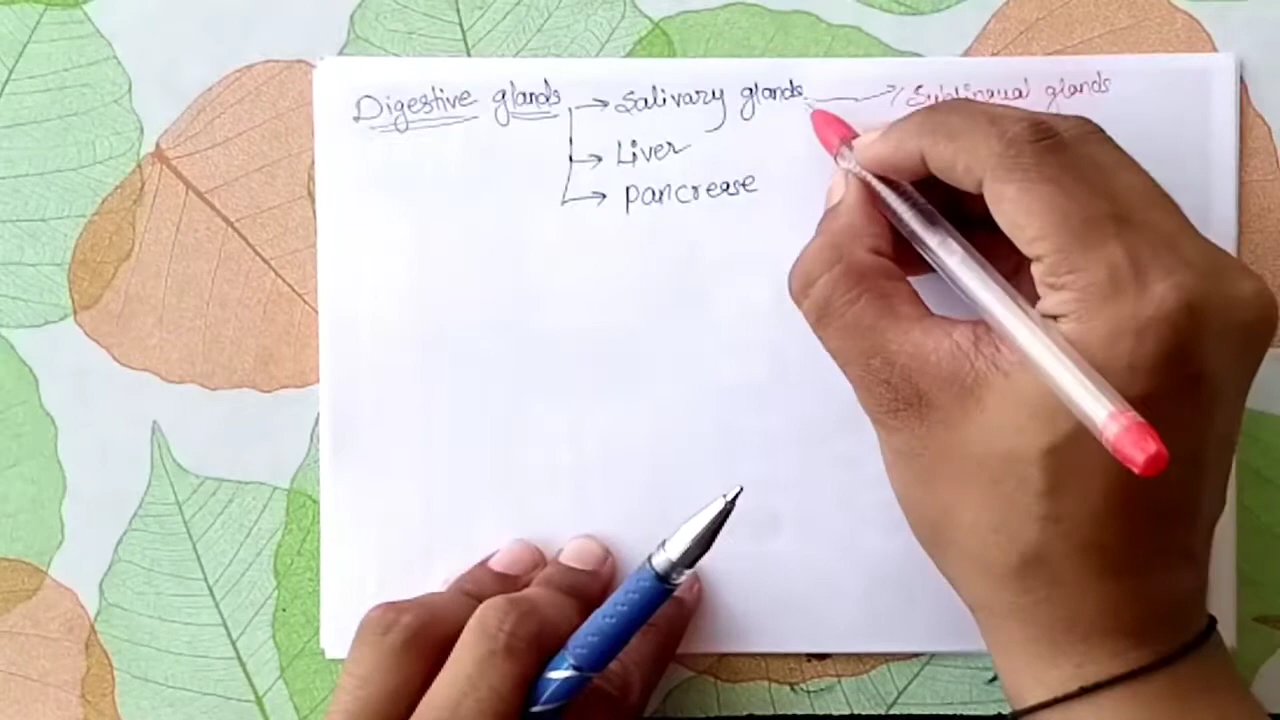 Digestive glands → Salivary glands → Sublingual glands
→ Liver
→ Pancrease